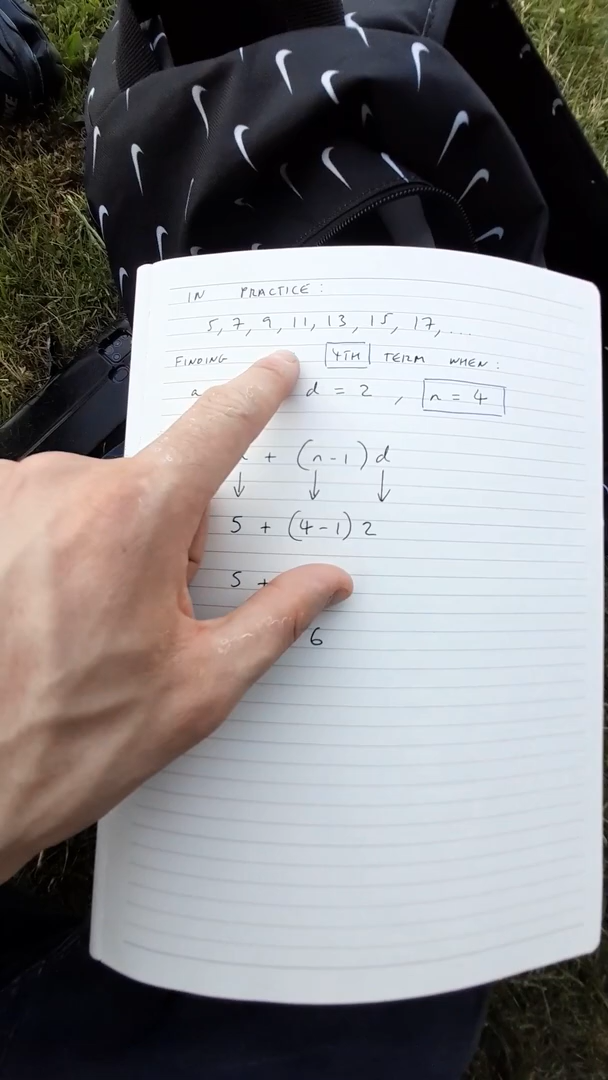 IN PRACTICE:
5, 7, 9, 11, 13, 15, 17, ...
FINDING 4TH TERM WHEN:
a d = 2 , n = 4
+ (n-1)d
↓ ↓ ↓
5 + (4-1)2
5 +
6